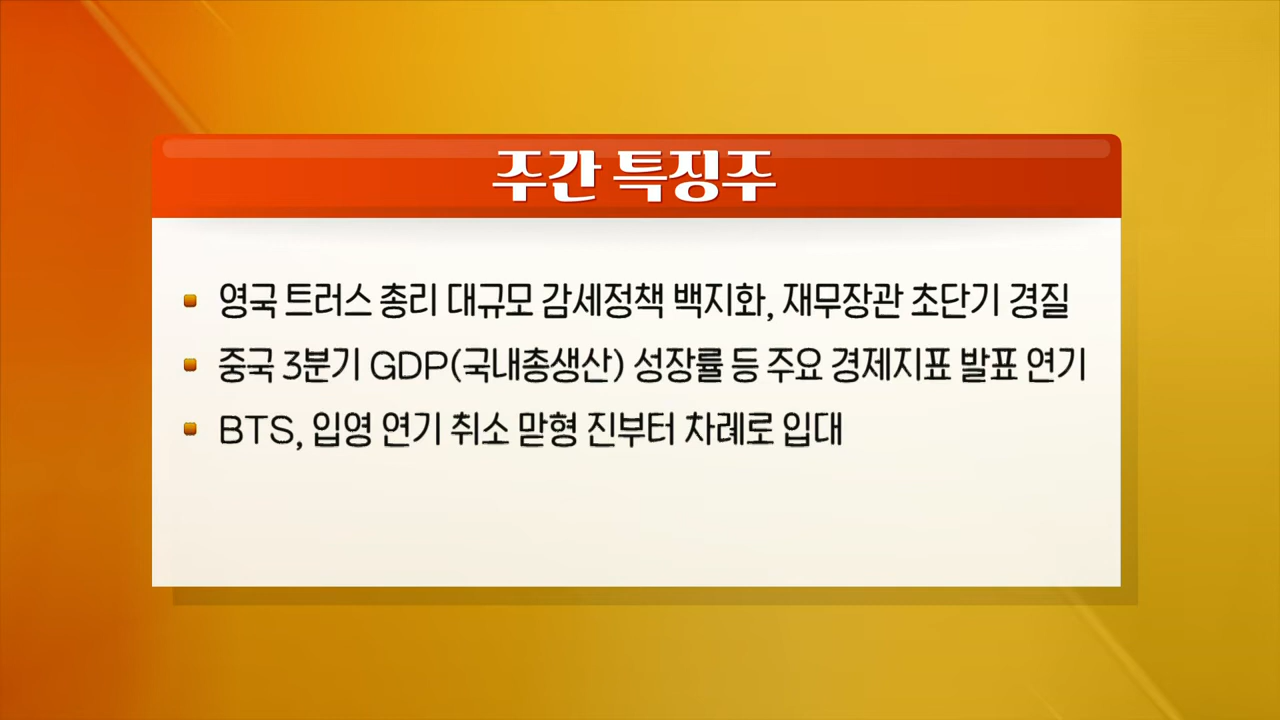 주간 특징주
영국 트러스 총리 대규모 감세정책 백지화, 재무장관 초단기 경질
중국 3분기 GDP(국내총생산) 성장률 등 주요 경제지표 발표 연기
BTS, 입영 연기 취소 맏형 진부터 차례로 입대